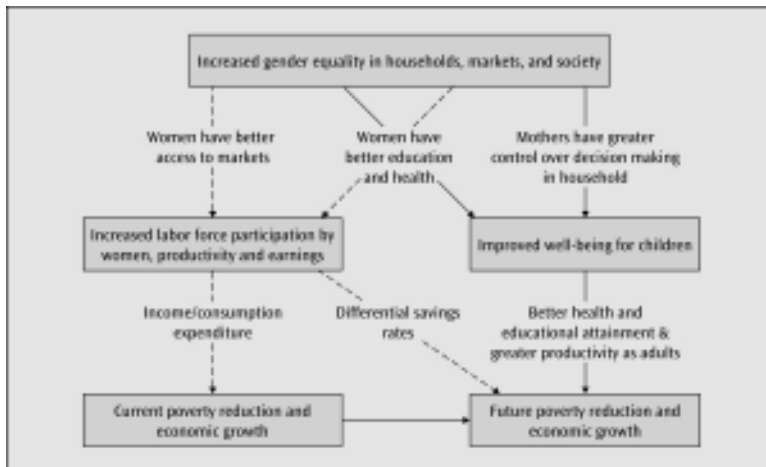 Increased gender equality in households, markets, and society
Women have better
access to markets
Women have
better education
and health
Mothers have greater
control over decision making
in household
Increased labor force participation by
women, productivity and earnings
Improved well-being for children
Income/consumption
expenditure
Differential savings
rates
Better health and
educational attainment &
greater productivity as adults
Current poverty reduction and
economic growth
Future poverty reduction and
economic growth